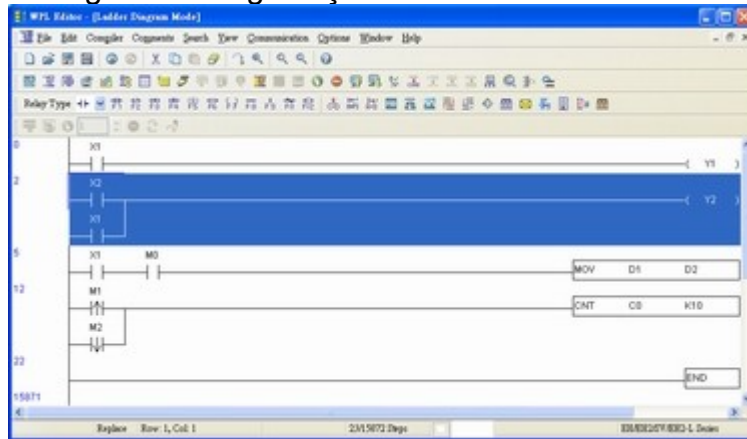 WPL Editor - [Ladder Diagram Mode]
File Edit Compiler Comments Search View Communication Options Window Help
Relay Type
0 X1 Y1
2 X2 Y2
X1
5 X1 M0 MOV D1 D2
12 M1 CNT C0 K10
M2
22 END
15871
Replace Row: 1, Col: 1 23/15872 Steps